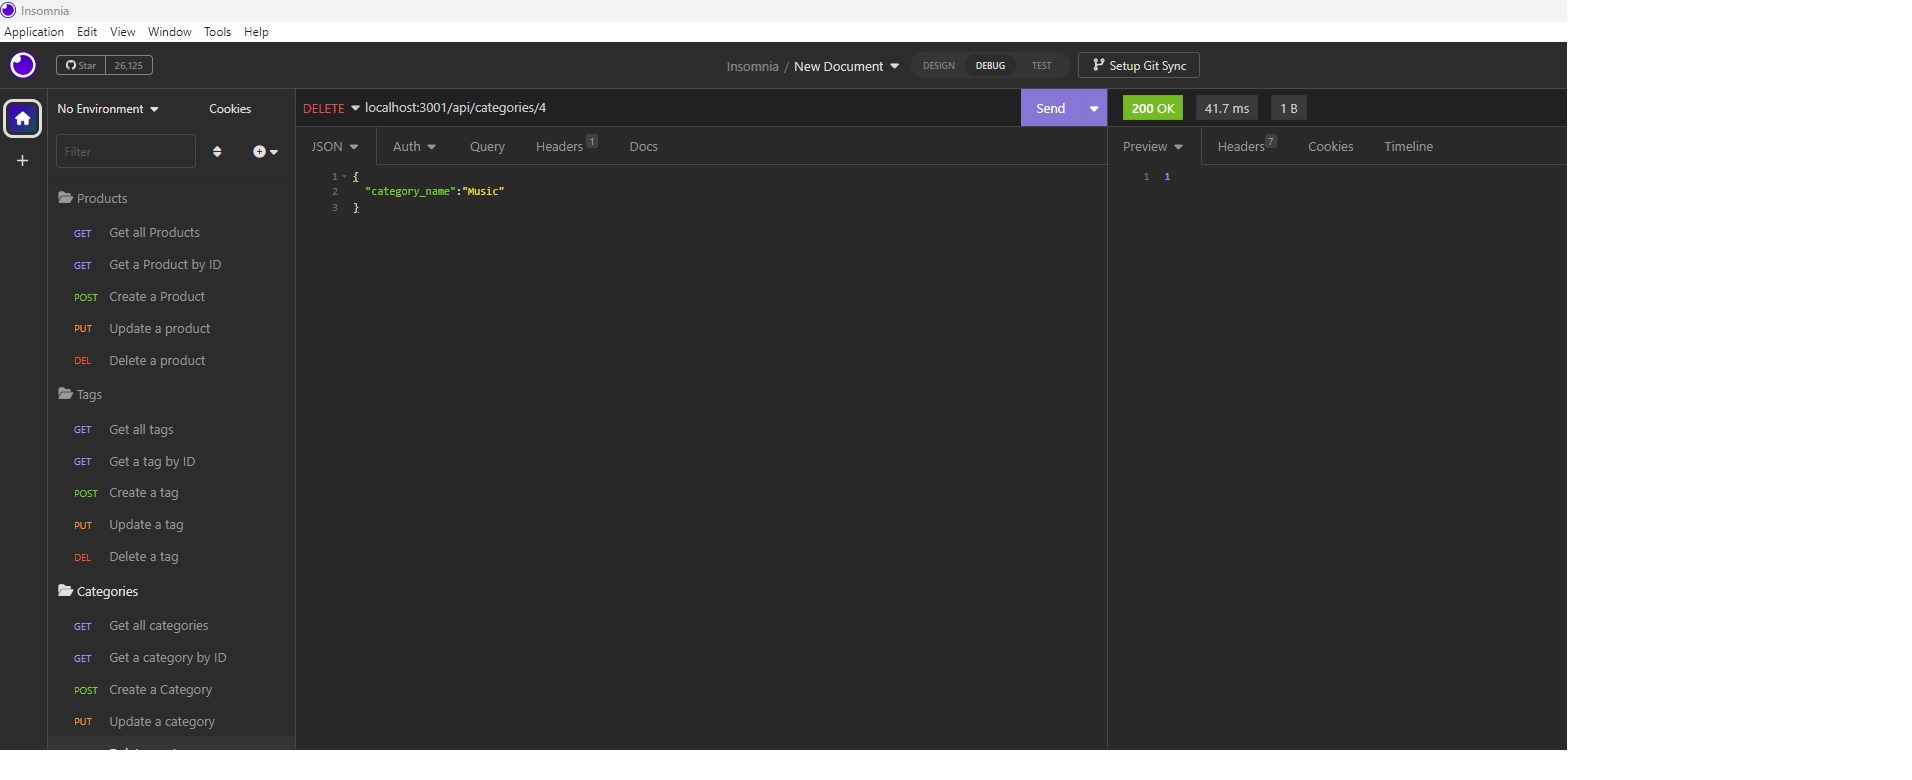 Insomnia
Application Edit View Window Tools Help
Star 26,125
Insomnia / New Document DESIGN DEBUG TEST Setup Git Sync
No Environment Cookies
DELETE localhost:3001/api/categories/4 Send
200 OK 41.7 ms 1 B
Filter
JSON Auth Query Headers 1 Docs
Preview Headers 7 Cookies Timeline
1 {
2 "category_name":"Music"
3 }
1 1
Products
GET Get all Products
GET Get a Product by ID
POST Create a Product
PUT Update a product
DEL Delete a product
Tags
GET Get all tags
GET Get a tag by ID
POST Create a tag
PUT Update a tag
DEL Delete a tag
Categories
GET Get all categories
GET Get a category by ID
POST Create a Category
PUT Update a category